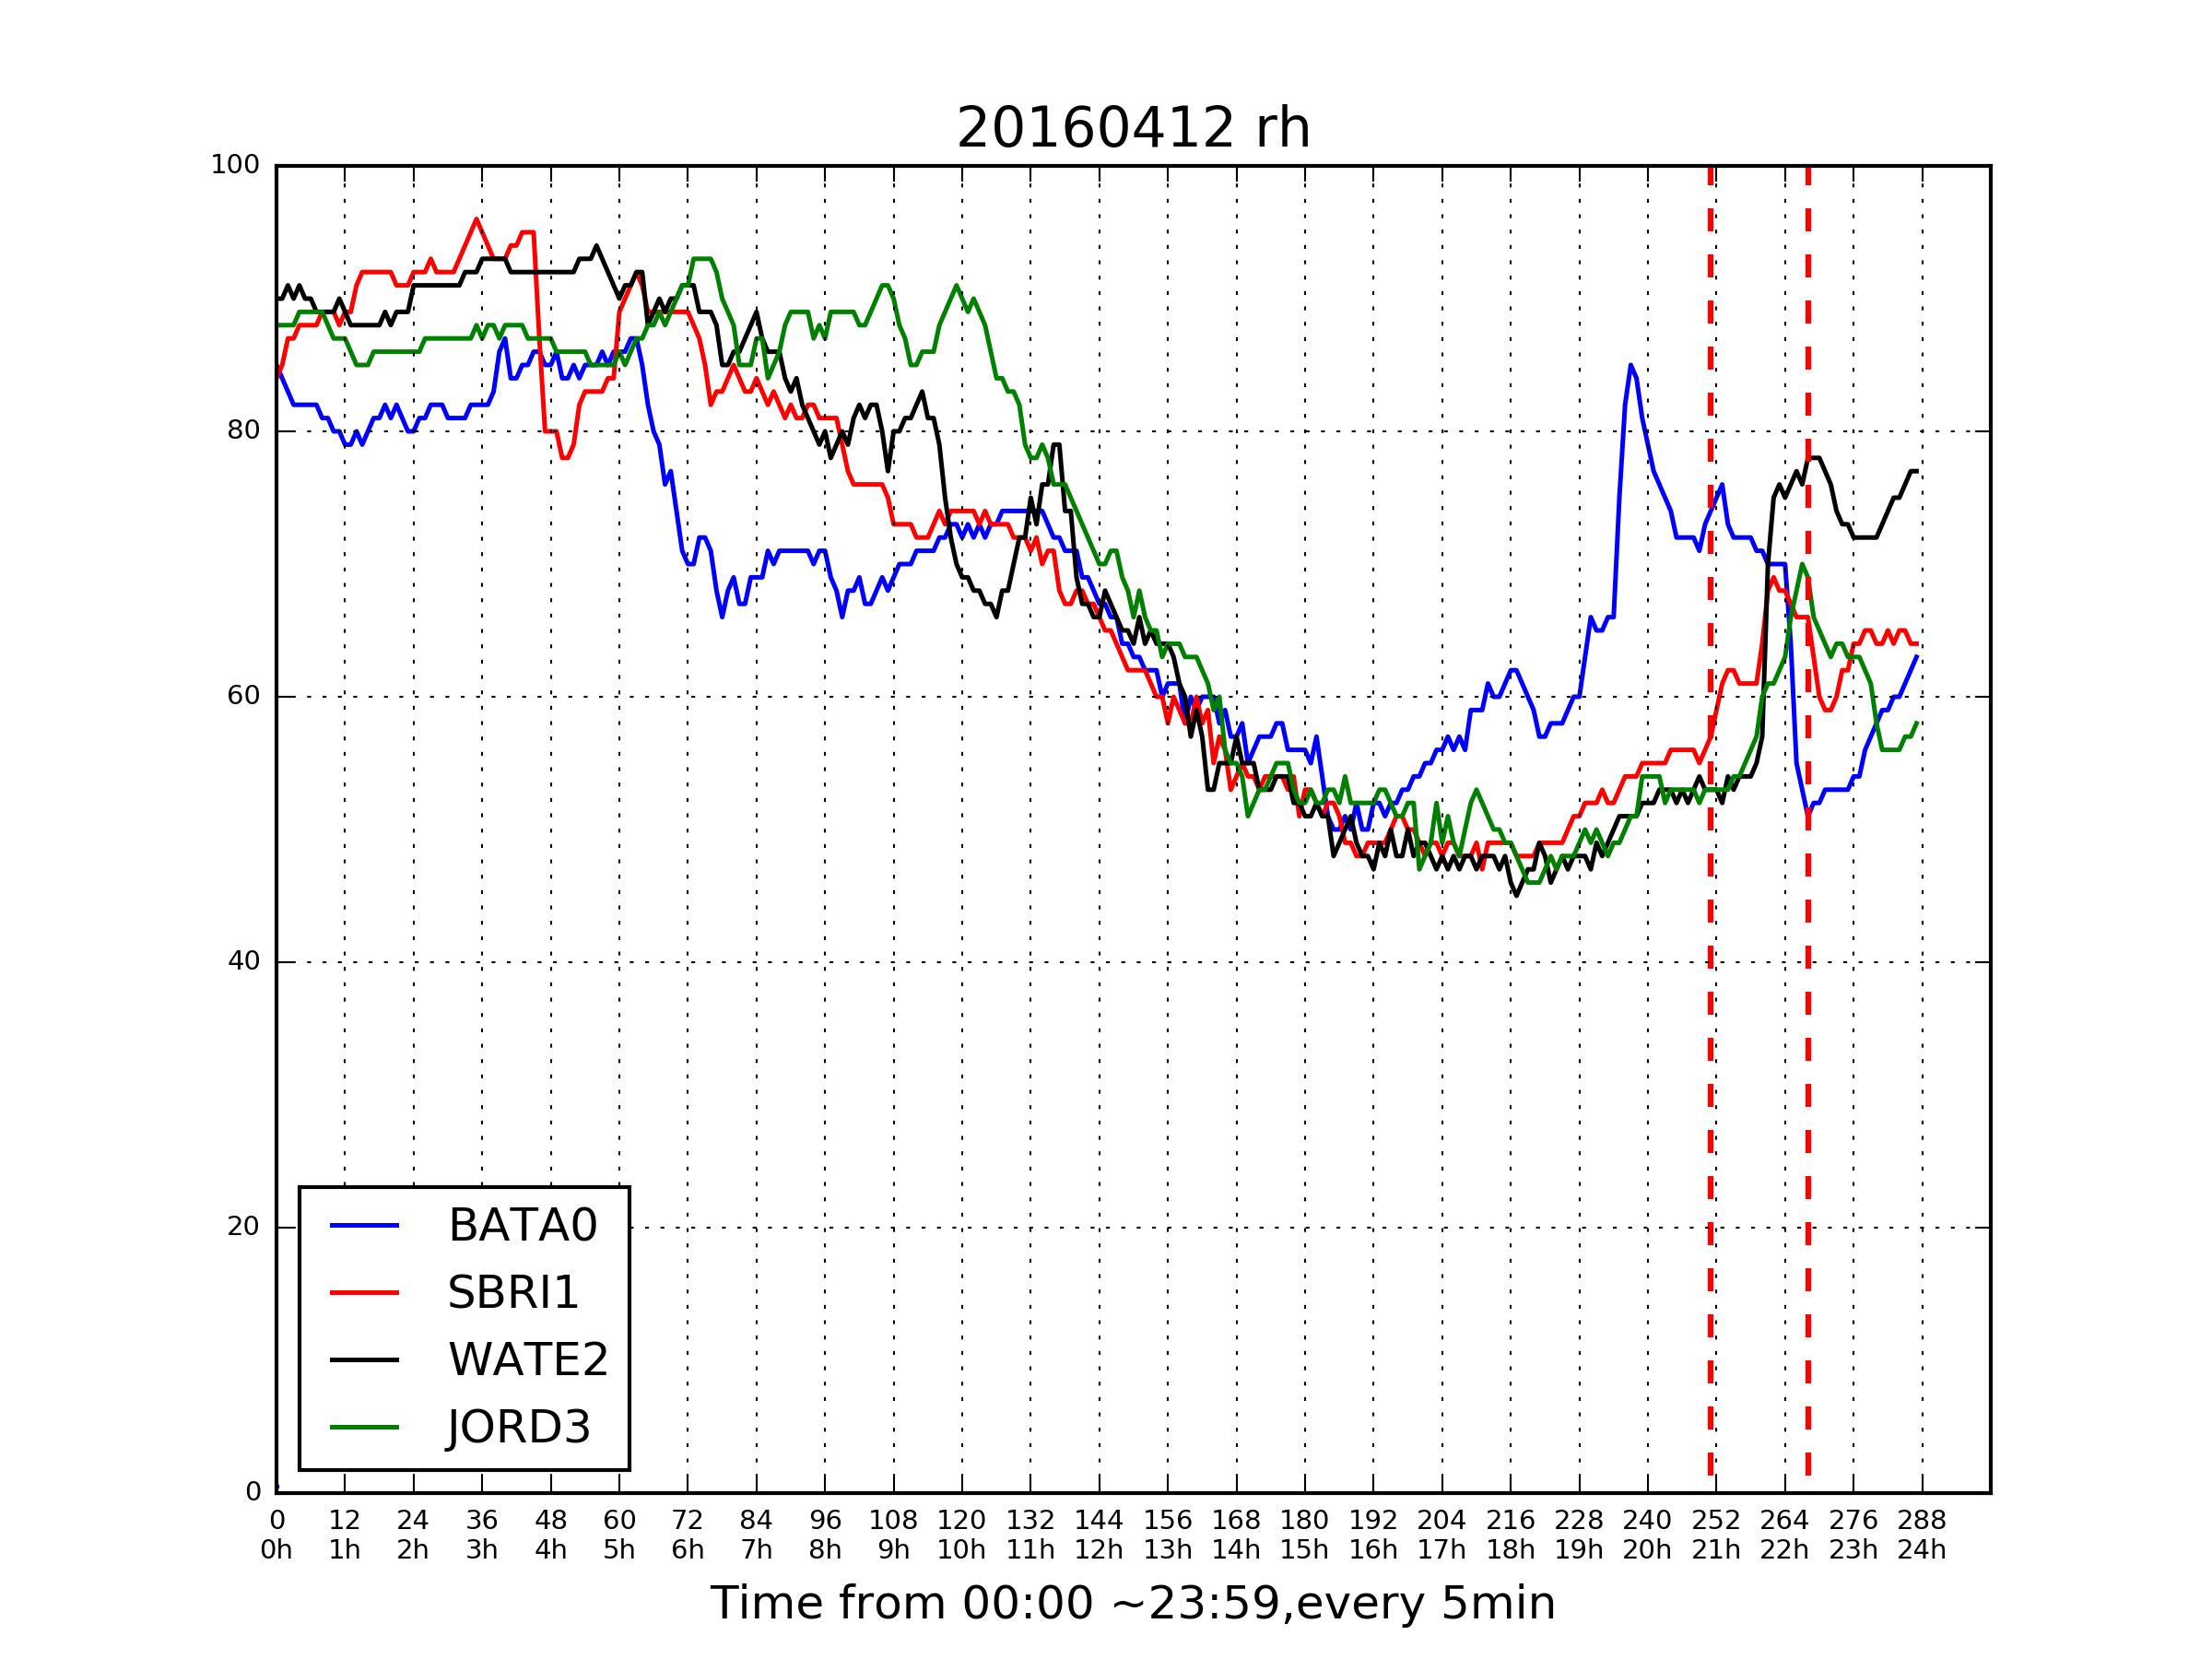 20160412 rh
100
80
60
40
20
0
BATA0
SBRI1
WATE2
JORD3
0 12 24 36 48 60 72 84 96 108 120 132 144 156 168 180 192 204 216 228 240 252 264 276 288
0h 1h 2h 3h 4h 5h 6h 7h 8h 9h 10h 11h 12h 13h 14h 15h 16h 17h 18h 19h 20h 21h 22h 23h 24h
Time from 00:00 ~23:59,every 5min